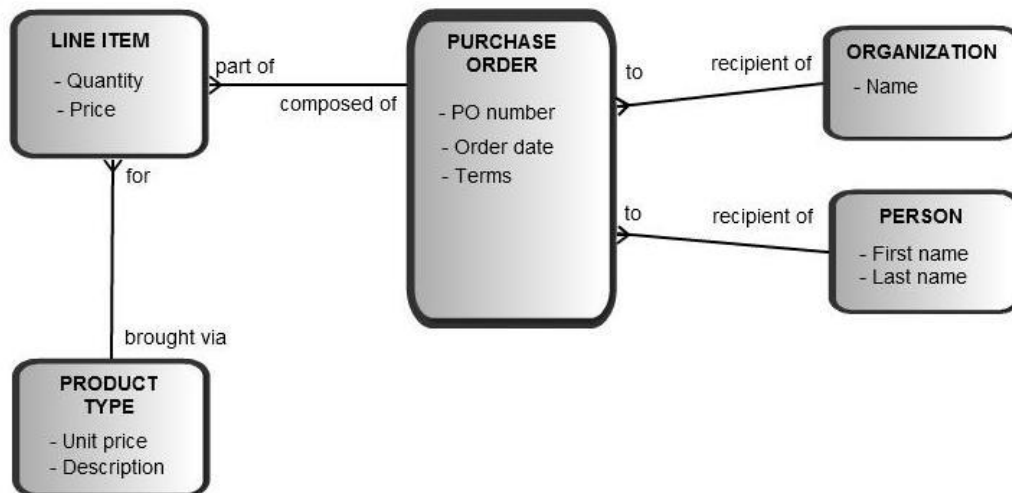 LINE ITEM
- Quantity
- Price
part of
composed of
PURCHASE
ORDER
- PO number
- Order date
- Terms
to
recipient of
ORGANIZATION
- Name
to
recipient of
PERSON
- First name
- Last name
for
brought via
PRODUCT
TYPE
- Unit price
- Description